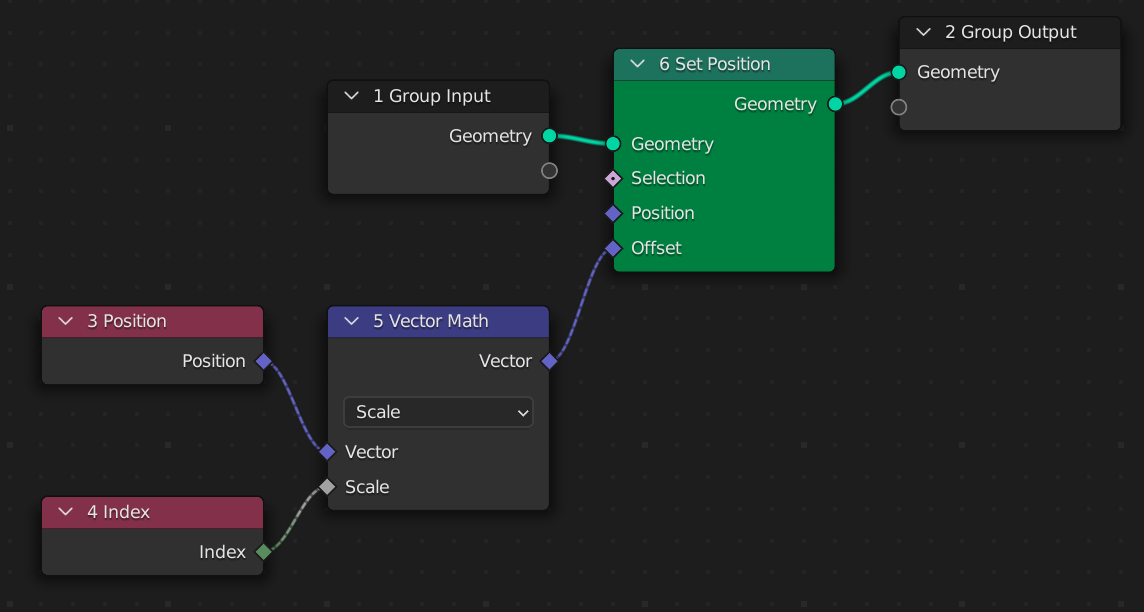 1 Group Input
Geometry
6 Set Position
Geometry
Geometry
Selection
Position
Offset
2 Group Output
Geometry
3 Position
Position
4 Index
Index
5 Vector Math
Vector
Scale
Vector
Scale